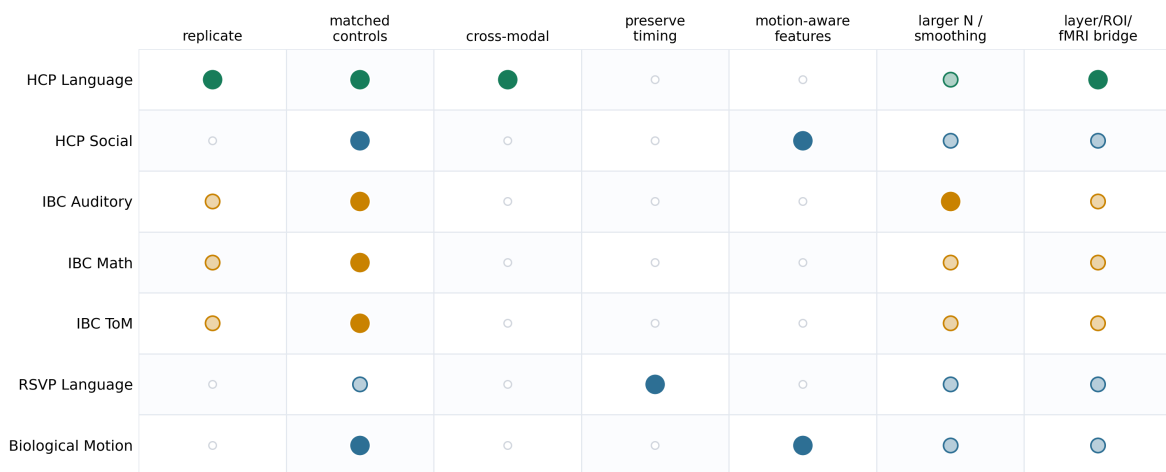 replicate
matched
controls
cross-modal
preserve
timing
motion-aware
features
larger N /
smoothing
layer/ROI/
fMRI bridge
HCP Language
HCP Social
IBC Auditory
IBC Math
IBC ToM
RSVP Language
Biological Motion